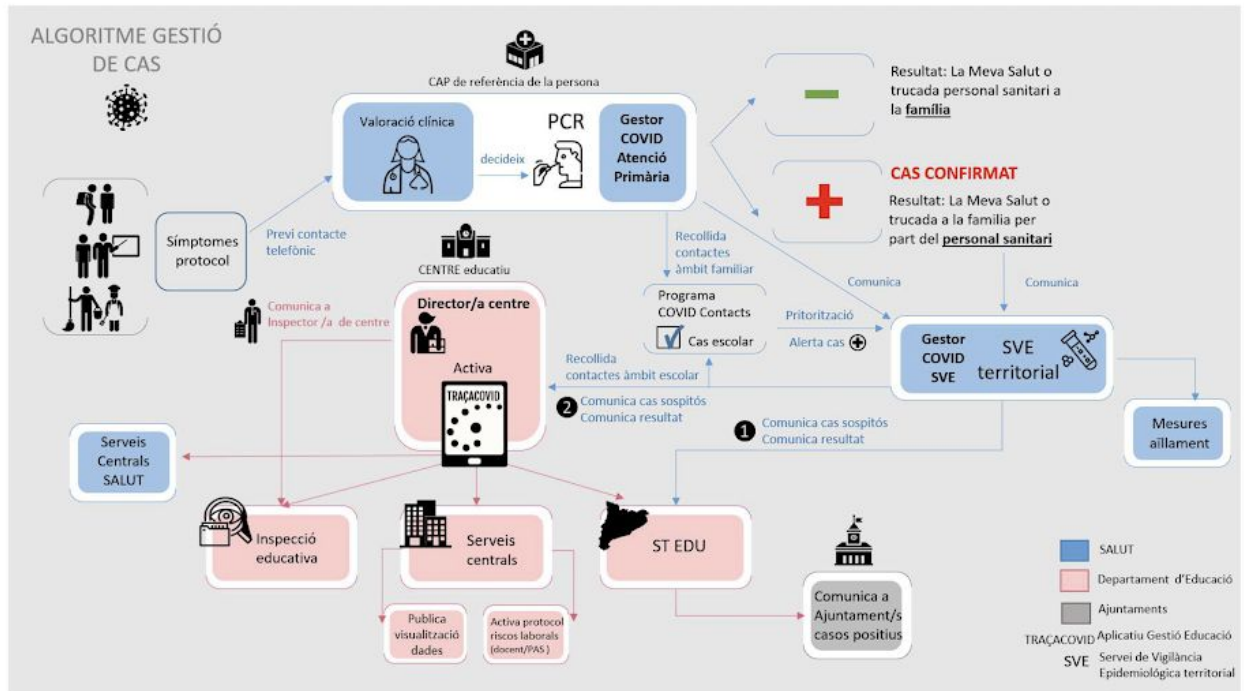 ALGORITME GESTIÓ
DE CAS
CAP de referència de la persona
Valoració clínica
decideix
PCR
Gestor
COVID
Atenció
Primària
Resultat: La Meva Salut o
trucada personal sanitari a
la família
CAS CONFIRMAT
Resultat: La Meva Salut o
trucada a la familia per
part del personal sanitari
Símptomes
protocol
Previ contacte
telefònic
CENTRE educatiu
Recollida
contactes
àmbit familiar
Comunica
Comunica
Comunica a
Inspector /a de centre
Director/a centre
Activa
TRAÇACOVID
Programa
COVID Contacts
Cas escolar
Pritorització
Alerta cas
Gestor
COVID
SVE
SVE
territorial
Recollida
contactes àmbit escolar
2 Comunica cas sospitós
Comunica resultat
1 Comunica cas sospitós
Comunica resultat
Mesures
aïllament
Serveis
Centrals
SALUT
Inspecció
educativa
Serveis
centrals
ST EDU
Publica
visualització
dades
Activa protocol
riscos laborals
(docent/PAS)
Comunica a
Ajuntament/s
casos positius
SALUT
Departament d'Educació
Ajuntaments
TRAÇACOVID Aplicatiu Gestió Educació
SVE Servei de Vigilància
Epidemiológica territorial